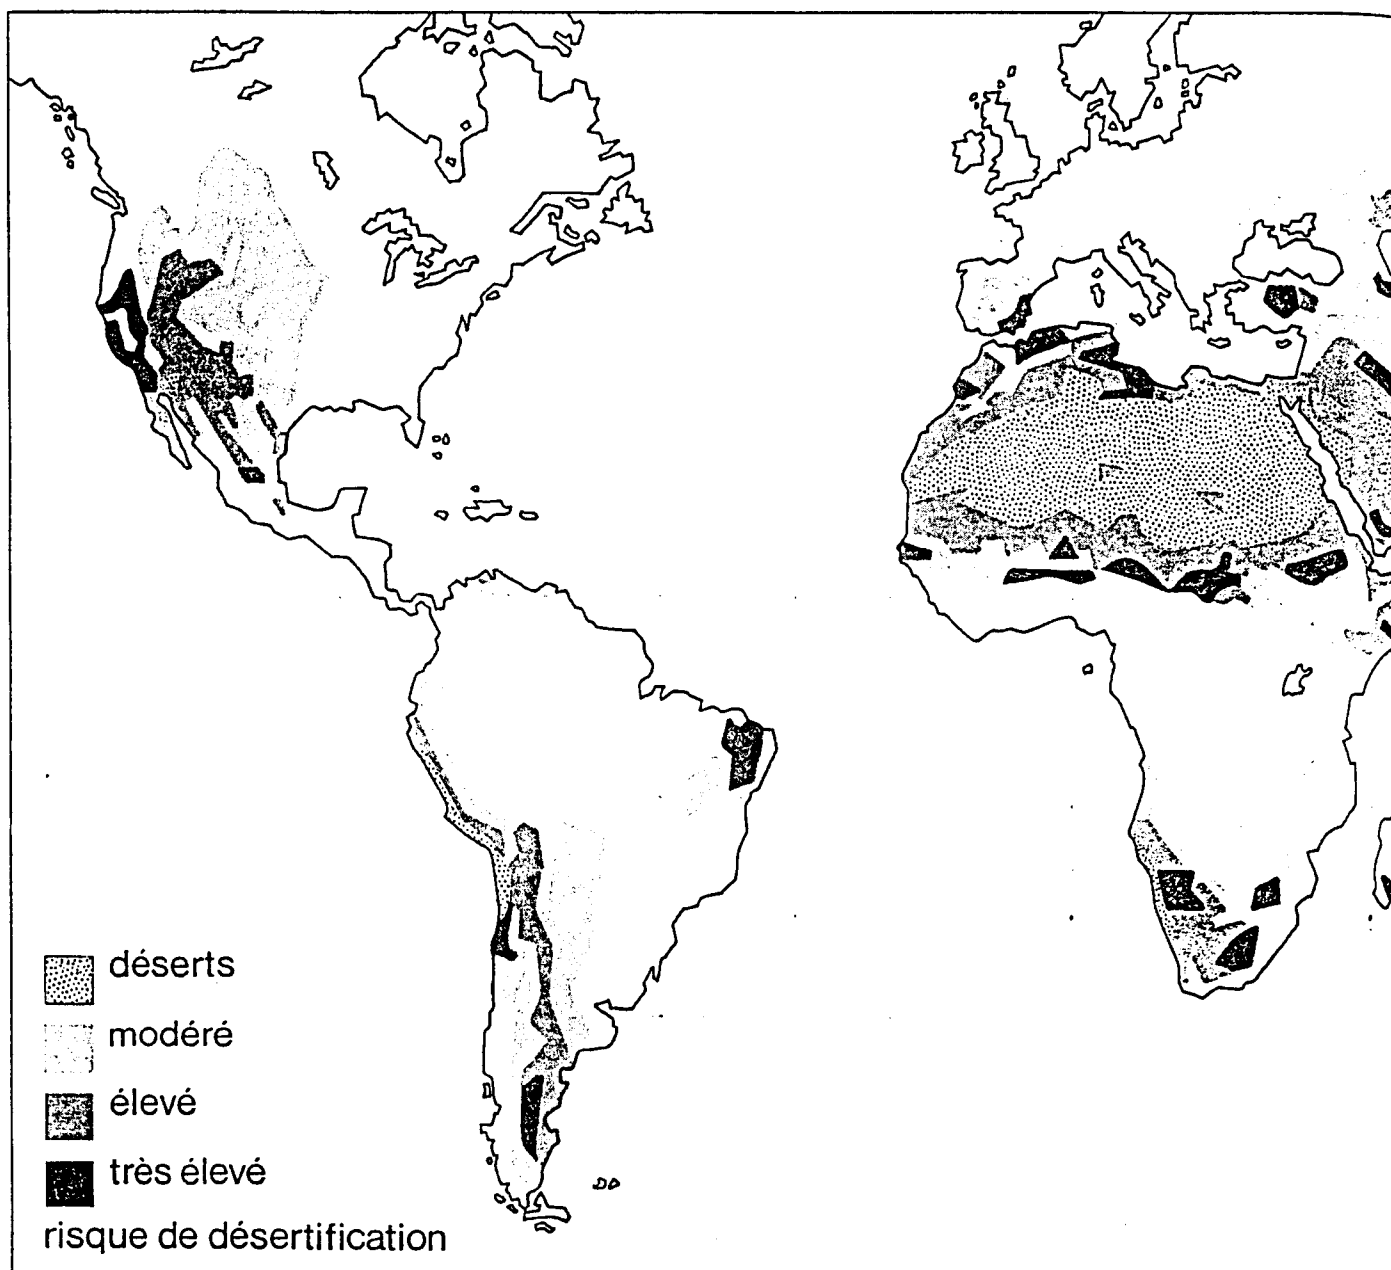 déserts
modéré
élevé
très élevé
risque de désertification